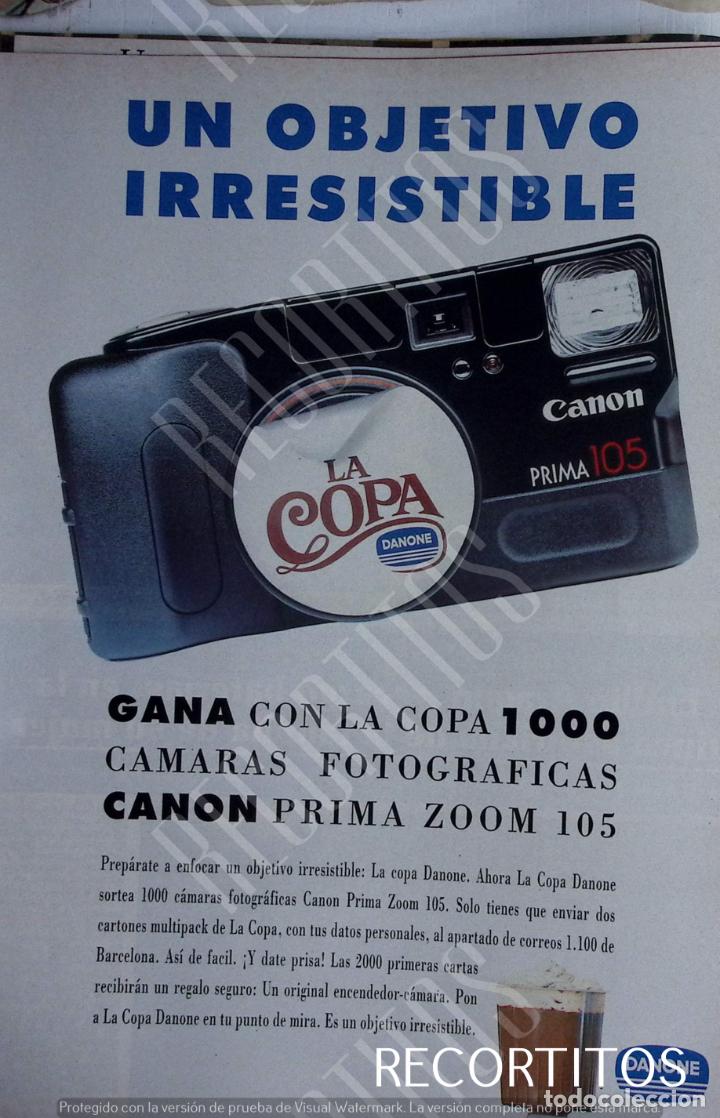 UN OBJETIVO
IRRESISTIBLE
Canon
PRIMA 105
LA
COPA
DANONE
GANA CON LA COPA 1000
CAMARAS FOTOGRAFICAS
CANON PRIMA ZOOM 105
Prepárate a enfocar un objetivo irresistible: La copa Danone. Ahora La Copa Danone
sortea 1000 cámaras fotográficas Canon Prima Zoom 105. Solo tienes que enviar dos
cartones multipack de La Copa, con tus datos personales, al apartado de correos 1.100 de
Barcelona. Así de facil. ¡Y date prisa! Las 2000 primeras cartas
recibirán un regalo seguro: Un original encendedor-cámara. Pon
a La Copa Danone en tu punto de mira. Es un objetivo irresistible.
DANONE
RECORTITOS
RECORTITOS
RECORTITOS
RECORTITOS
todocoleccion
Protegido con la versión de prueba de Visual Watermark. La versión completa no pone esta marca.